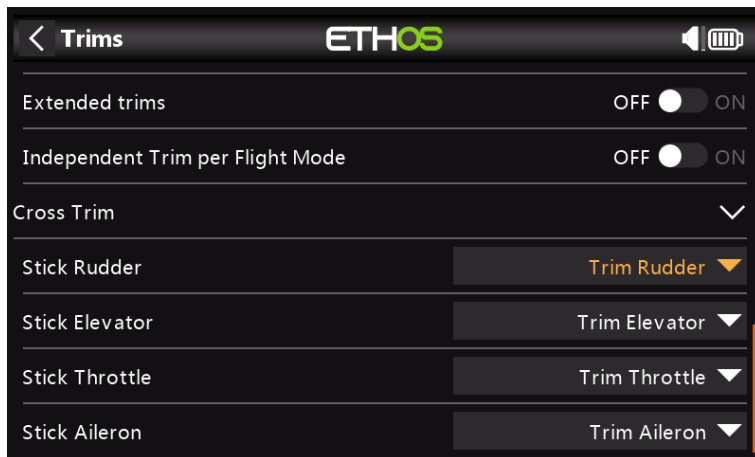 Trims ETHOS
Extended trims OFF ON
Independent Trim per Flight Mode OFF ON
Cross Trim
Stick Rudder Trim Rudder
Stick Elevator Trim Elevator
Stick Throttle Trim Throttle
Stick Aileron Trim Aileron